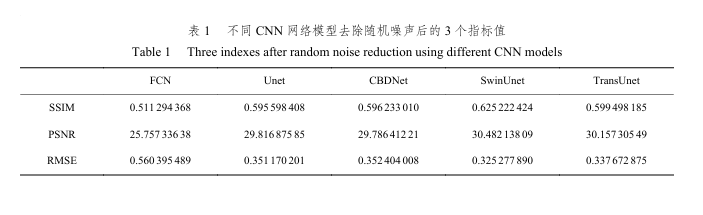 表 1 不同 CNN 网络模型去除随机噪声后的 3 个指标值
Table 1 Three indexes after random noise reduction using different CNN models
FCN Unet CBDNet SwinUnet TransUnet
SSIM 0.511 294 368 0.595 598 408 0.596 233 010 0.625 222 424 0.599 498 185
PSNR 25.757 336 38 29.816 875 85 29.786 412 21 30.482 138 09 30.157 305 49
RMSE 0.560 395 489 0.351 170 201 0.352 404 008 0.325 277 890 0.337 672 875